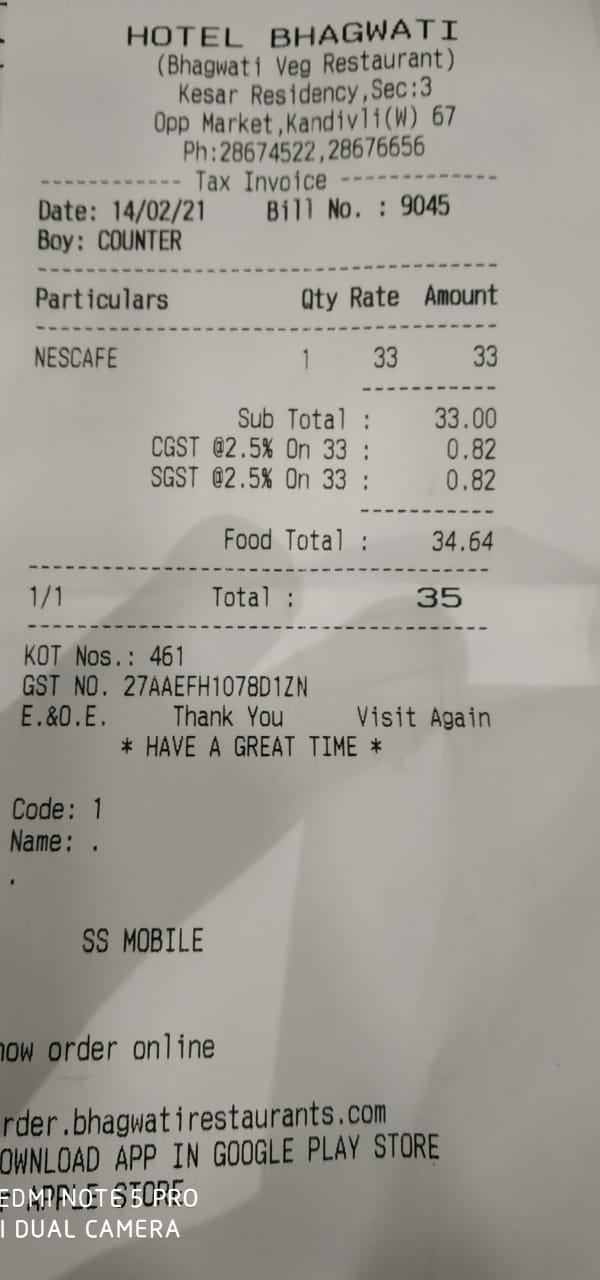 HOTEL BHAGWATI
(Bhagwati Veg Restaurant)
Kesar Residency,Sec:3
Opp Market,Kandivli(W) 67
Ph:28674522,28676656
------------ Tax Invoice -------------
Date: 14/02/21 Bill No. : 9045
Boy: COUNTER
Particulars Qty Rate Amount
NESCAFE 1 33 33
Sub Total : 33.00
CGST @2.5% On 33 : 0.82
SGST @2.5% On 33 : 0.82
Food Total : 34.64
1/1 Total : 35
KOT Nos.: 461
GST NO. 27AAEFH1078D1ZN
E.&O.E. Thank You Visit Again
* HAVE A GREAT TIME *
Code: 1
Name: .
.
SS MOBILE
now order online
rder.bhagwatirestaurants.com
OWNLOAD APP IN GOOGLE PLAY STORE
APPLE STORE
EDMI NOTE 5 PRO
I DUAL CAMERA